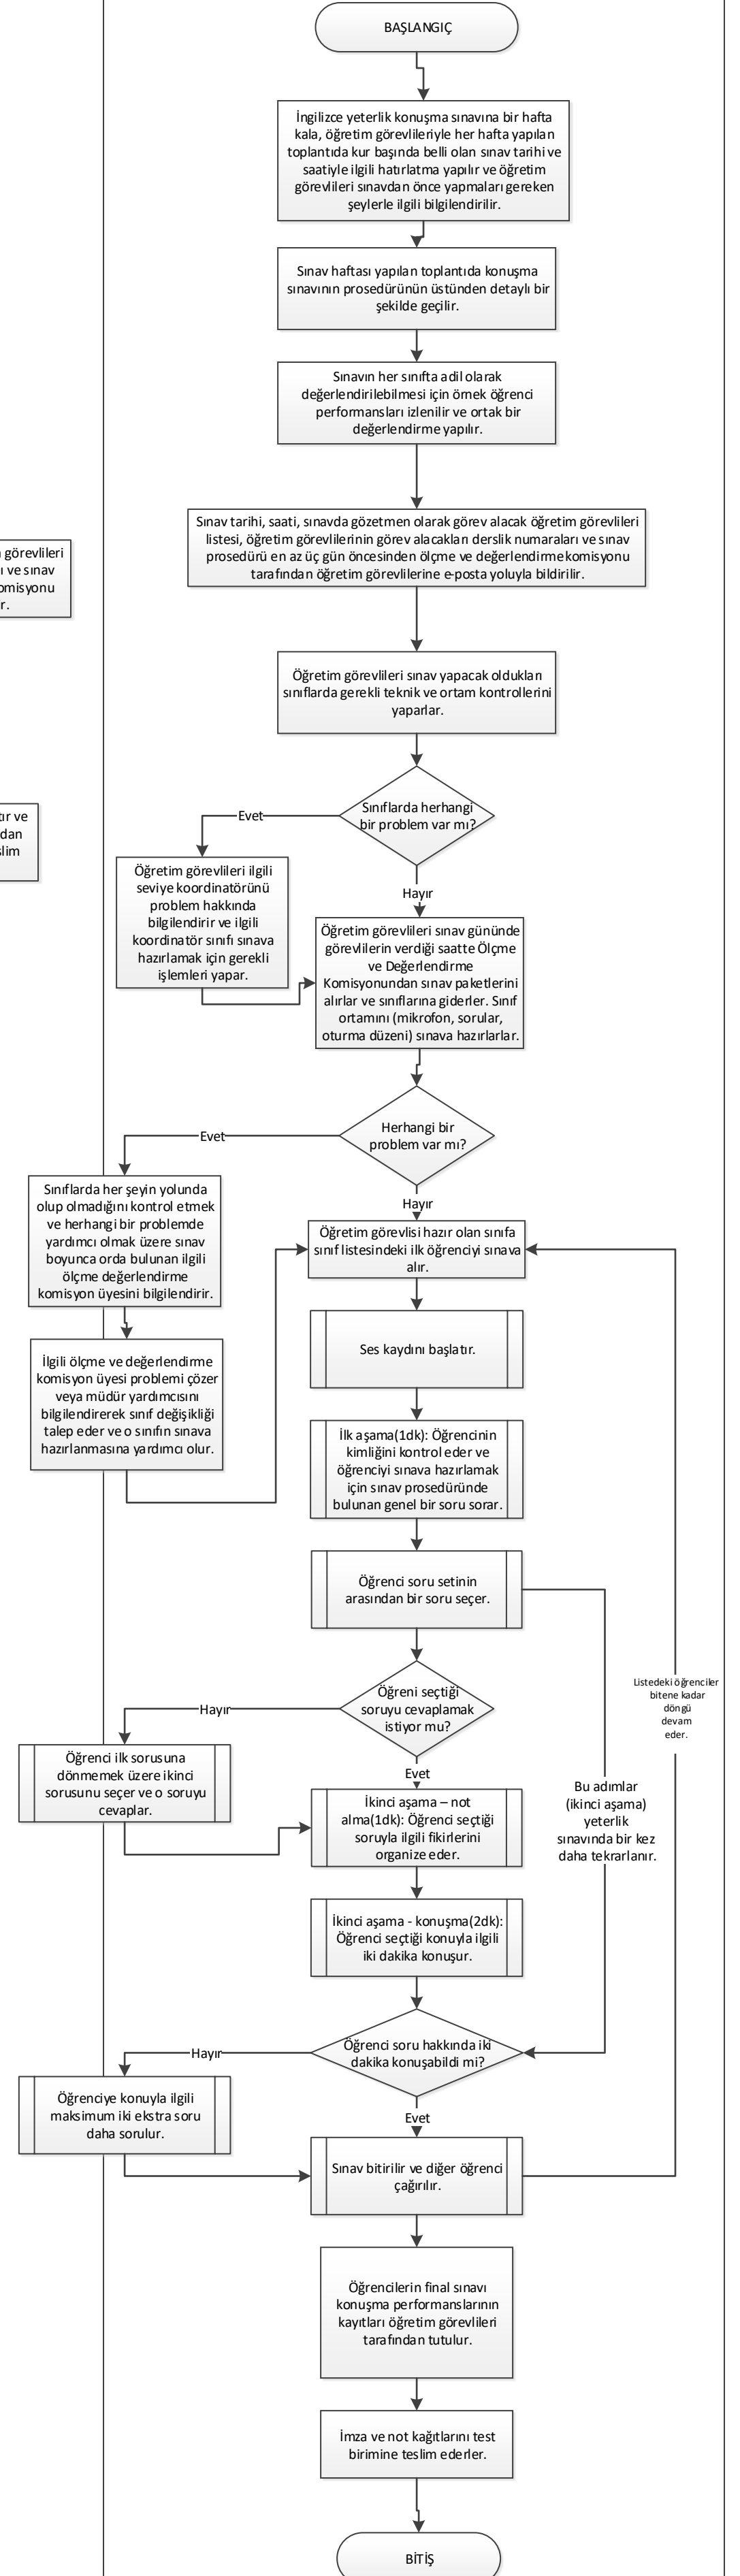 BAŞLANGIÇ
İngilizce yeterlik konuşma sınavına bir hafta
kala, öğretim görevlileriyle her hafta yapılan
toplantıda kur başında belli olan sınav tarihi ve
saatiyle ilgili hatırlatma yapılır ve öğretim
görevlileri sınavdan önce yapmaları gereken
şeylerle ilgili bilgilendirilir.
Sınav haftası yapılan toplantıda konuşma
sınavının prosedürünün üstünden detaylı bir
şekilde geçilir.
Sınavın her sınıfta adil olarak
değerlendirilebilmesi için örnek öğrenci
performansları izlenilir ve ortak bir
değerlendirme yapılır.
Sınav tarihi, saati, sınavda gözetmen olarak görev alacak öğretim görevlileri
listesi, öğretim görevlilerinin görev alacakları derslik numaraları ve sınav
prosedürü en az üç gün öncesinden ölçme ve değerlendirme komisyonu
tarafından öğretim görevlilerine e-posta yoluyla bildirilir.
görevlileri
ı ve sınav
omisyonu
r.
Öğretim görevlileri sınav yapacak oldukları
sınıflarda gerekli teknik ve ortam kontrollerini
yaparlar.
Sınıflarda herhangi
bir problem var mı?
Evet
ır ve
dan
slim
Öğretim görevlileri ilgili
seviye koordinatörünü
problem hakkında
bilgilendirir ve ilgili
koordinatör sınıfı sınava
hazırlamak için gerekli
işlemleri yapar.
Hayır
Öğretim görevlileri sınav gününde
görevlilerin verdiği saatte Ölçme
ve Değerlendirme
Komisyonundan sınav paketlerini
alırlar ve sınıflarına giderler. Sınıf
ortamını (mikrofon, sorular,
oturma düzeni) sınava hazırlarlar.
Herhangi bir
problem var mı?
Evet
Sınıflarda her şeyin yolunda
olup olmadığını kontrol etmek
ve herhangi bir problemde
yardımcı olmak üzere sınav
boyunca orda bulunan ilgili
ölçme değerlendirme
komisyon üyesini bilgilendirir.
Hayır
Öğretim görevlisi hazır olan sınıfa
sınıf listesindeki ilk öğrenciyi sınava
alır.
İlgili ölçme ve değerlendirme
komisyon üyesi problemi çözer
veya müdür yardımcısını
bilgilendirerek sınıf değişikliği
talep eder ve o sınıfın sınava
hazırlanmasına yardımcı olur.
Ses kaydını başlatır.
İlk aşama(1dk): Öğrencinin
kimliğini kontrol eder ve
öğrenciyi sınava hazırlamak
için sınav prosedüründe
bulunan genel bir soru sorar.
Öğrenci soru setinin
arasından bir soru seçer.
Öğreni seçtiği
soruyu cevaplamak
istiyor mu?
Hayır
Listedeki öğrenciler
bitene kadar
döngü
devam
eder.
Öğrenci ilk sorusuna
dönmemek üzere ikinci
sorusunu seçer ve o soruyu
cevaplar.
Evet
İkinci aşama – not
alma(1dk): Öğrenci seçtiği
soruyla ilgili fikirlerini
organize eder.
Bu adımlar
(ikinci aşama)
yeterlik
sınavında bir kez
daha tekrarlanır.
İkinci aşama - konuşma(2dk):
Öğrenci seçtiği konuyla ilgili
iki dakika konuşur.
Öğrenci soru hakkında iki
dakika konuşabildi mi?
Hayır
Öğrenciye konuyla ilgili
maksimum iki ekstra soru
daha sorulur.
Evet
Sınav bitirilir ve diğer öğrenci
çağırılır.
Öğrencilerin final sınavı
konuşma performanslarının
kayıtları öğretim görevlileri
tarafından tutulur.
İmza ve not kağıtlarını test
birimine teslim ederler.
BİTİŞ